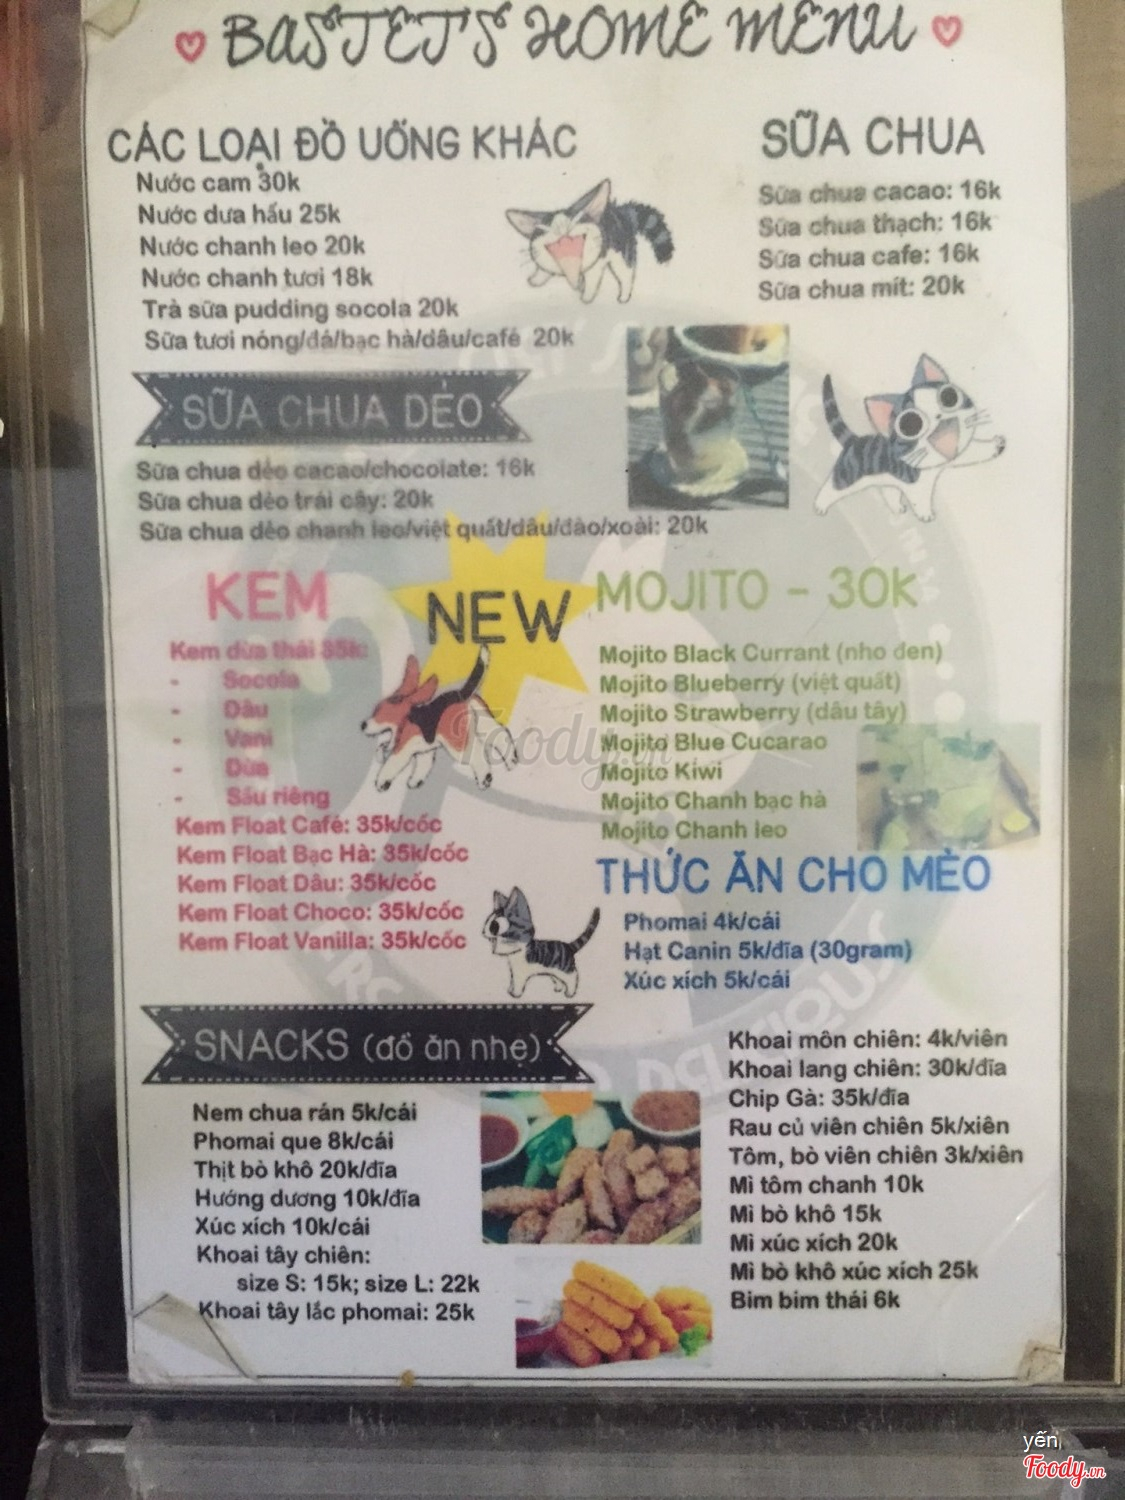 BASTET'S HOME MENU
CÁC LOẠI ĐỒ UỐNG KHÁC
Nước cam 30k
Nước dưa hấu 25k
Nước chanh leo 20k
Nước chanh tươi 18k
Trà sữa pudding socola 20k
Sữa tươi nóng/đá/bạc hà/dâu/café 20k
SỮA CHUA
Sữa chua cacao: 16k
Sữa chua thạch: 16k
Sữa chua cafe: 16k
Sữa chua mít: 20k
SỮA CHUA DẺO
Sữa chua dẻo cacao/chocolate: 16k
Sữa chua dẻo trái cây: 20k
Sữa chua dẻo chanh leo/việt quất/dâu/đào/xoài: 20k
KEM
NEW
Kem dừa thái 35k:
- Socola
- Dâu
- Vani
- Dừa
- Sầu riêng
Kem Float Café: 35k/cốc
Kem Float Bạc Hà: 35k/cốc
Kem Float Dâu: 35k/cốc
Kem Float Choco: 35k/cốc
Kem Float Vanilla: 35k/cốc
MOJITO - 30k
Mojito Black Currant (nho đen)
Mojito Blueberry (việt quất)
Mojito Strawberry (dâu tây)
Mojito Blue Cucarao
Mojito Kiwi
Mojito Chanh bạc hà
Mojito Chanh leo
Foody.vn
THỨC ĂN CHO MÈO
Phomai 4k/cái
Hạt Canin 5k/đĩa (30gram)
Xúc xích 5k/cái
SNACKS (đồ ăn nhẹ)
Nem chua rán 5k/cái
Phomai que 8k/cái
Thịt bò khô 20k/đĩa
Hướng dương 10k/đĩa
Xúc xích 10k/cái
Khoai tây chiên:
size S: 15k; size L: 22k
Khoai tây lắc phomai: 25k
Khoai môn chiên: 4k/viên
Khoai lang chiên: 30k/đĩa
Chip Gà: 35k/đĩa
Rau củ viên chiên 5k/xiên
Tôm, bò viên chiên 3k/xiên
Mì tôm chanh 10k
Mì bò khô 15k
Mì xúc xích 20k
Mì bò khô xúc xích 25k
Bim bim thái 6k
yến
Foody.vn